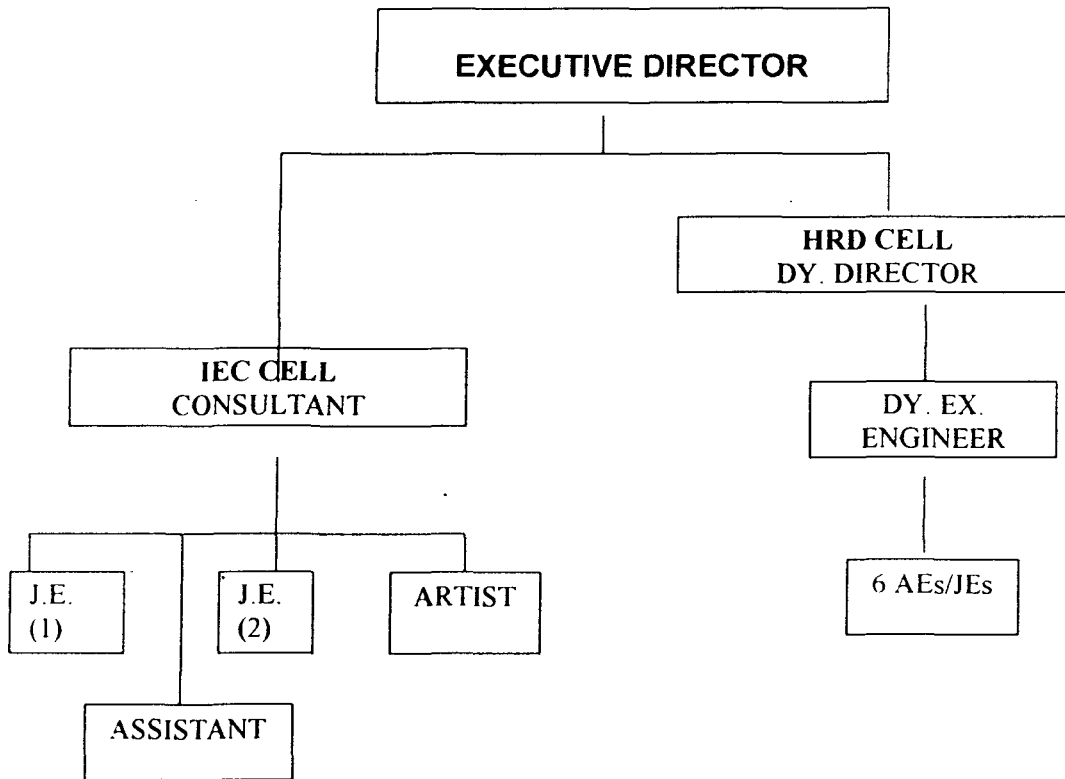 EXECUTIVE DIRECTOR
HRD CELL
DY. DIRECTOR
IEC CELL
CONSULTANT
DY. EX.
ENGINEER
J.E.
(1)
J.E.
(2)
ARTIST
6 AEs/JEs
ASSISTANT